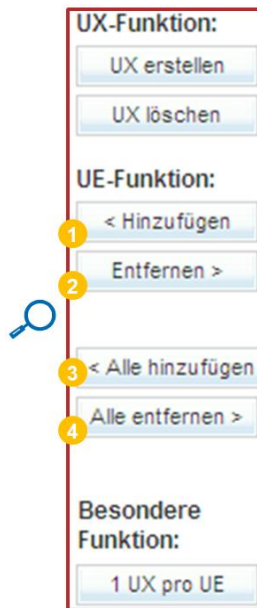 UX-Funktion:
UX erstellen
UX löschen
UE-Funktion:
1 < Hinzufügen
2 Entfernen >
3 < Alle hinzufügen
4 Alle entfernen >
Besondere
Funktion:
1 UX pro UE